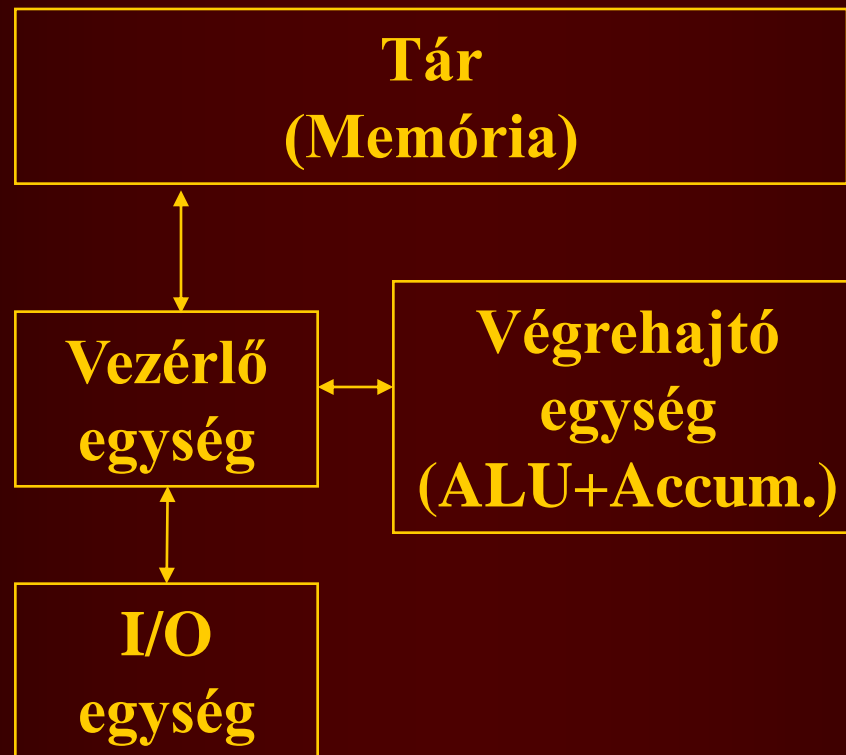 Tár
(Memória)
Vezérlő
egység
Végrehajtó
egység
(ALU+Accum.)
I/O
egység